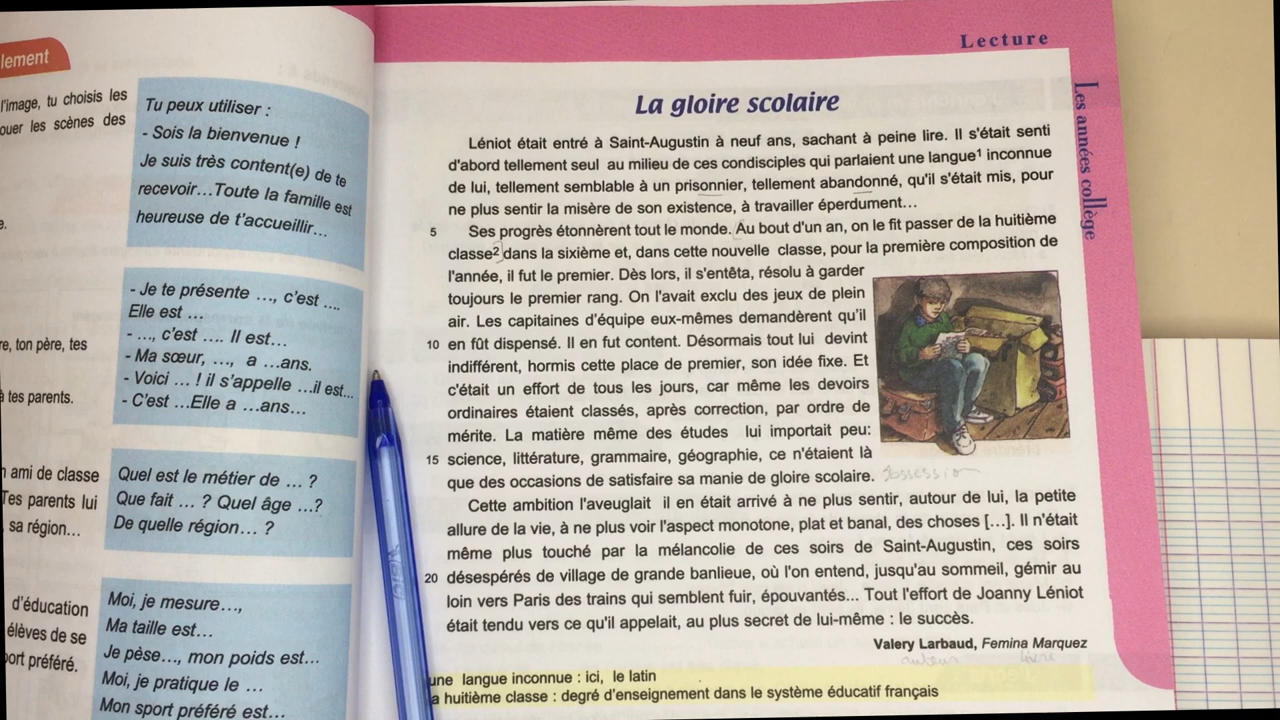 lement
l'image, tu choisis les
ouer les scènes des
e.
re, ton père, tes
à tes parents.
n ami de classe
Tes parents lui
sa région...
d'éducation
élèves de se
port préféré.
Tu peux utiliser :
- Sois la bienvenue !
Je suis très content(e) de te
recevoir...Toute la famille est
heureuse de t'accueillir...
- Je te présente ..., c'est ....
Elle est ...
- ..., c'est .... Il est...
- Ma sœur, ..., a ...ans.
- Voici ... ! il s'appelle ...il est...
- C'est ...Elle a ...ans...
Quel est le métier de ... ?
Que fait ... ? Quel âge ...?
De quelle région... ?
Moi, je mesure...,
Ma taille est...
Je pèse..., mon poids est...
Moi, je pratique le ...
Mon sport préféré est...
Lecture
Les années collège
La gloire scolaire
Léniot était entré à Saint-Augustin à neuf ans, sachant à peine lire. Il s'était senti
d'abord tellement seul au milieu de ces condisciples qui parlaient une langue¹ inconnue
de lui, tellement semblable à un prisonnier, tellement abandonné, qu'il s'était mis, pour
ne plus sentir la misère de son existence, à travailler éperdument...
5 Ses progrès étonnèrent tout le monde. Au bout d'un an, on le fit passer de la huitième
classe² dans la sixième et, dans cette nouvelle classe, pour la première composition de
l'année, il fut le premier. Dès lors, il s'entêta, résolu à garder
toujours le premier rang. On l'avait exclu des jeux de plein
air. Les capitaines d'équipe eux-mêmes demandèrent qu'il
10 en fût dispensé. Il en fut content. Désormais tout lui devint
indifférent, hormis cette place de premier, son idée fixe. Et
c'était un effort de tous les jours, car même les devoirs
ordinaires étaient classés, après correction, par ordre de
mérite. La matière même des études lui importait peu:
15 science, littérature, grammaire, géographie, ce n'étaient là
que des occasions de satisfaire sa manie de gloire scolaire. obsession
Cette ambition l'aveuglait il en était arrivé à ne plus sentir, autour de lui, la petite
allure de la vie, à ne plus voir l'aspect monotone, plat et banal, des choses [...]. Il n'était
même plus touché par la mélancolie de ces soirs de Saint-Augustin, ces soirs
20 désespérés de village de grande banlieue, où l'on entend, jusqu'au sommeil, gémir au
loin vers Paris des trains qui semblent fuir, épouvantés... Tout l'effort de Joanny Léniot
était tendu vers ce qu'il appelait, au plus secret de lui-même : le succès.
Valery Larbaud, Femina Marquez
auteur livre
une langue inconnue : ici, le latin
a huitième classe : degré d'enseignement dans le système éducatif français